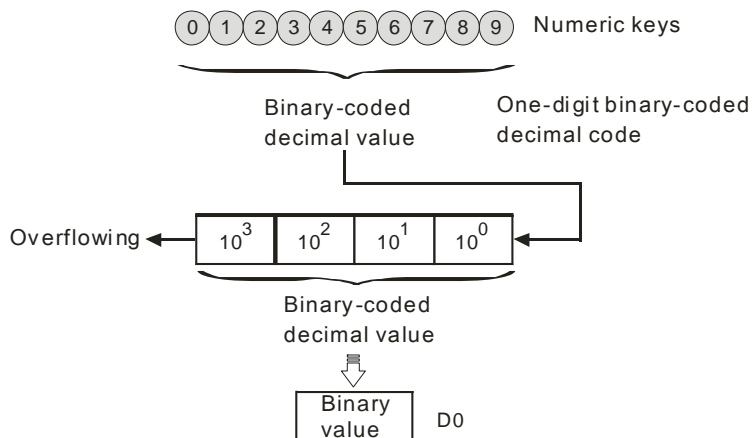 0 1 2 3 4 5 6 7 8 9 Numeric keys
Binary-coded
decimal value
One-digit binary-coded
decimal code
Overflowing 10^3 10^2 10^1 10^0
Binary-coded
decimal value
Binary
value
D0